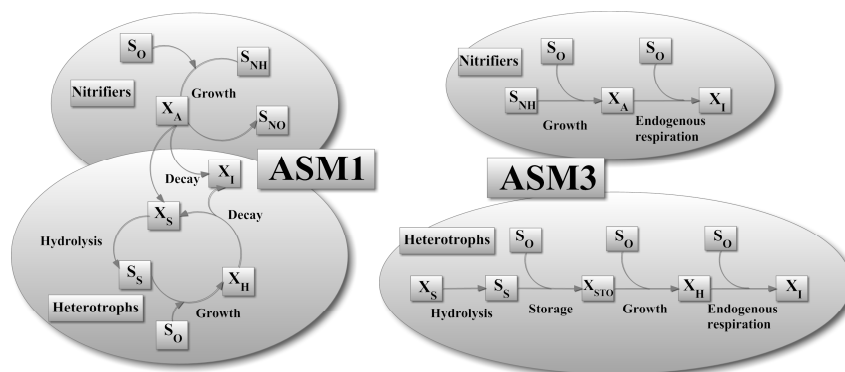 S_O
S_NH
Nitrifiers
Growth
X_A
S_NO
ASM1
Decay
X_I
X_S
Decay
Hydrolysis
S_S
X_H
Heterotrophs
Growth
S_O
Nitrifiers
S_O
S_O
S_NH
X_A
X_I
Growth
Endogenous
respiration
ASM3
Heterotrophs
S_O
S_O
S_O
X_S
S_S
X_STO
X_H
X_I
Hydrolysis
Storage
Growth
Endogenous
respiration